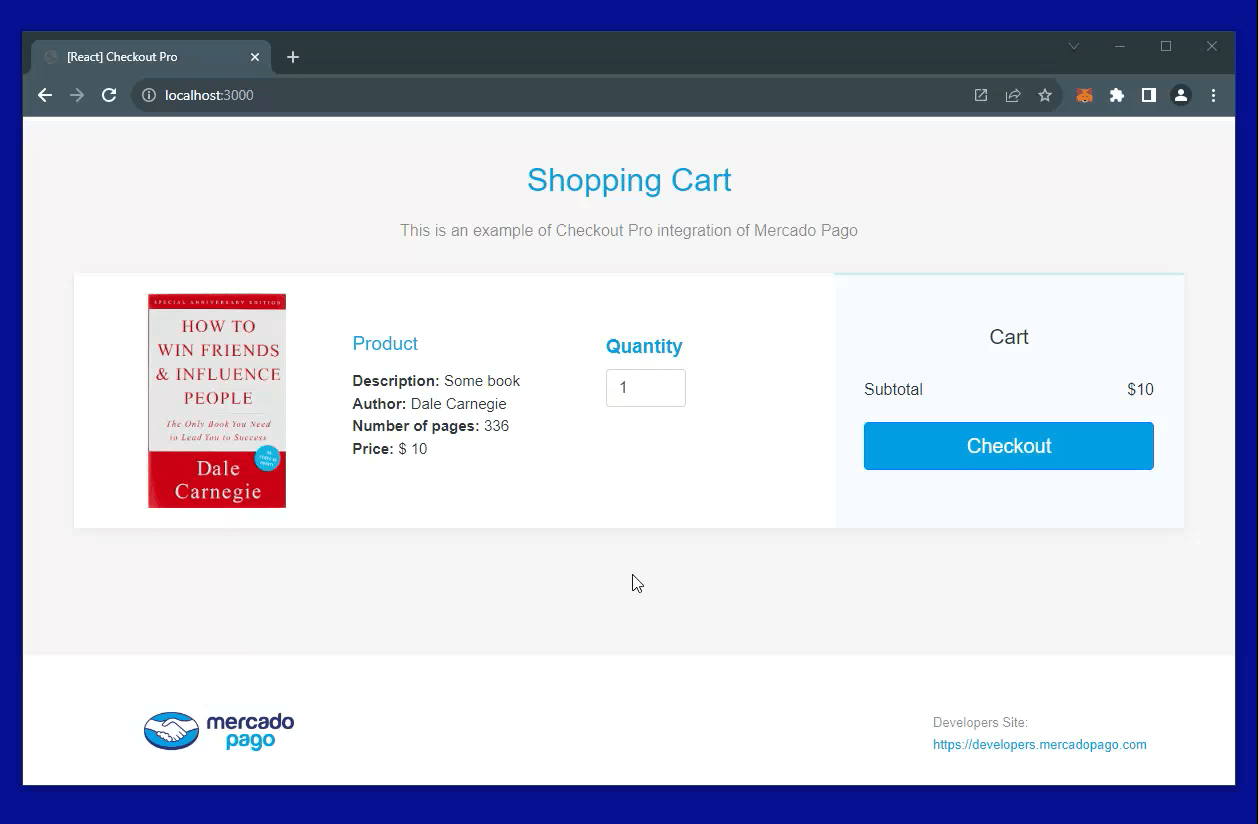 [React] Checkout Pro
localhost:3000
Shopping Cart
This is an example of Checkout Pro integration of Mercado Pago
SPECIAL ANNIVERSARY EDITION
HOW TO
WIN FRIENDS
& INFLUENCE
PEOPLE
The Only Book You Need
to Lead You to Success
Dale
Carnegie
Product
Description: Some book
Author: Dale Carnegie
Number of pages: 336
Price: $ 10
Quantity
1
Cart
Subtotal $10
Checkout
mercado
pago
Developers Site:
https://developers.mercadopago.com